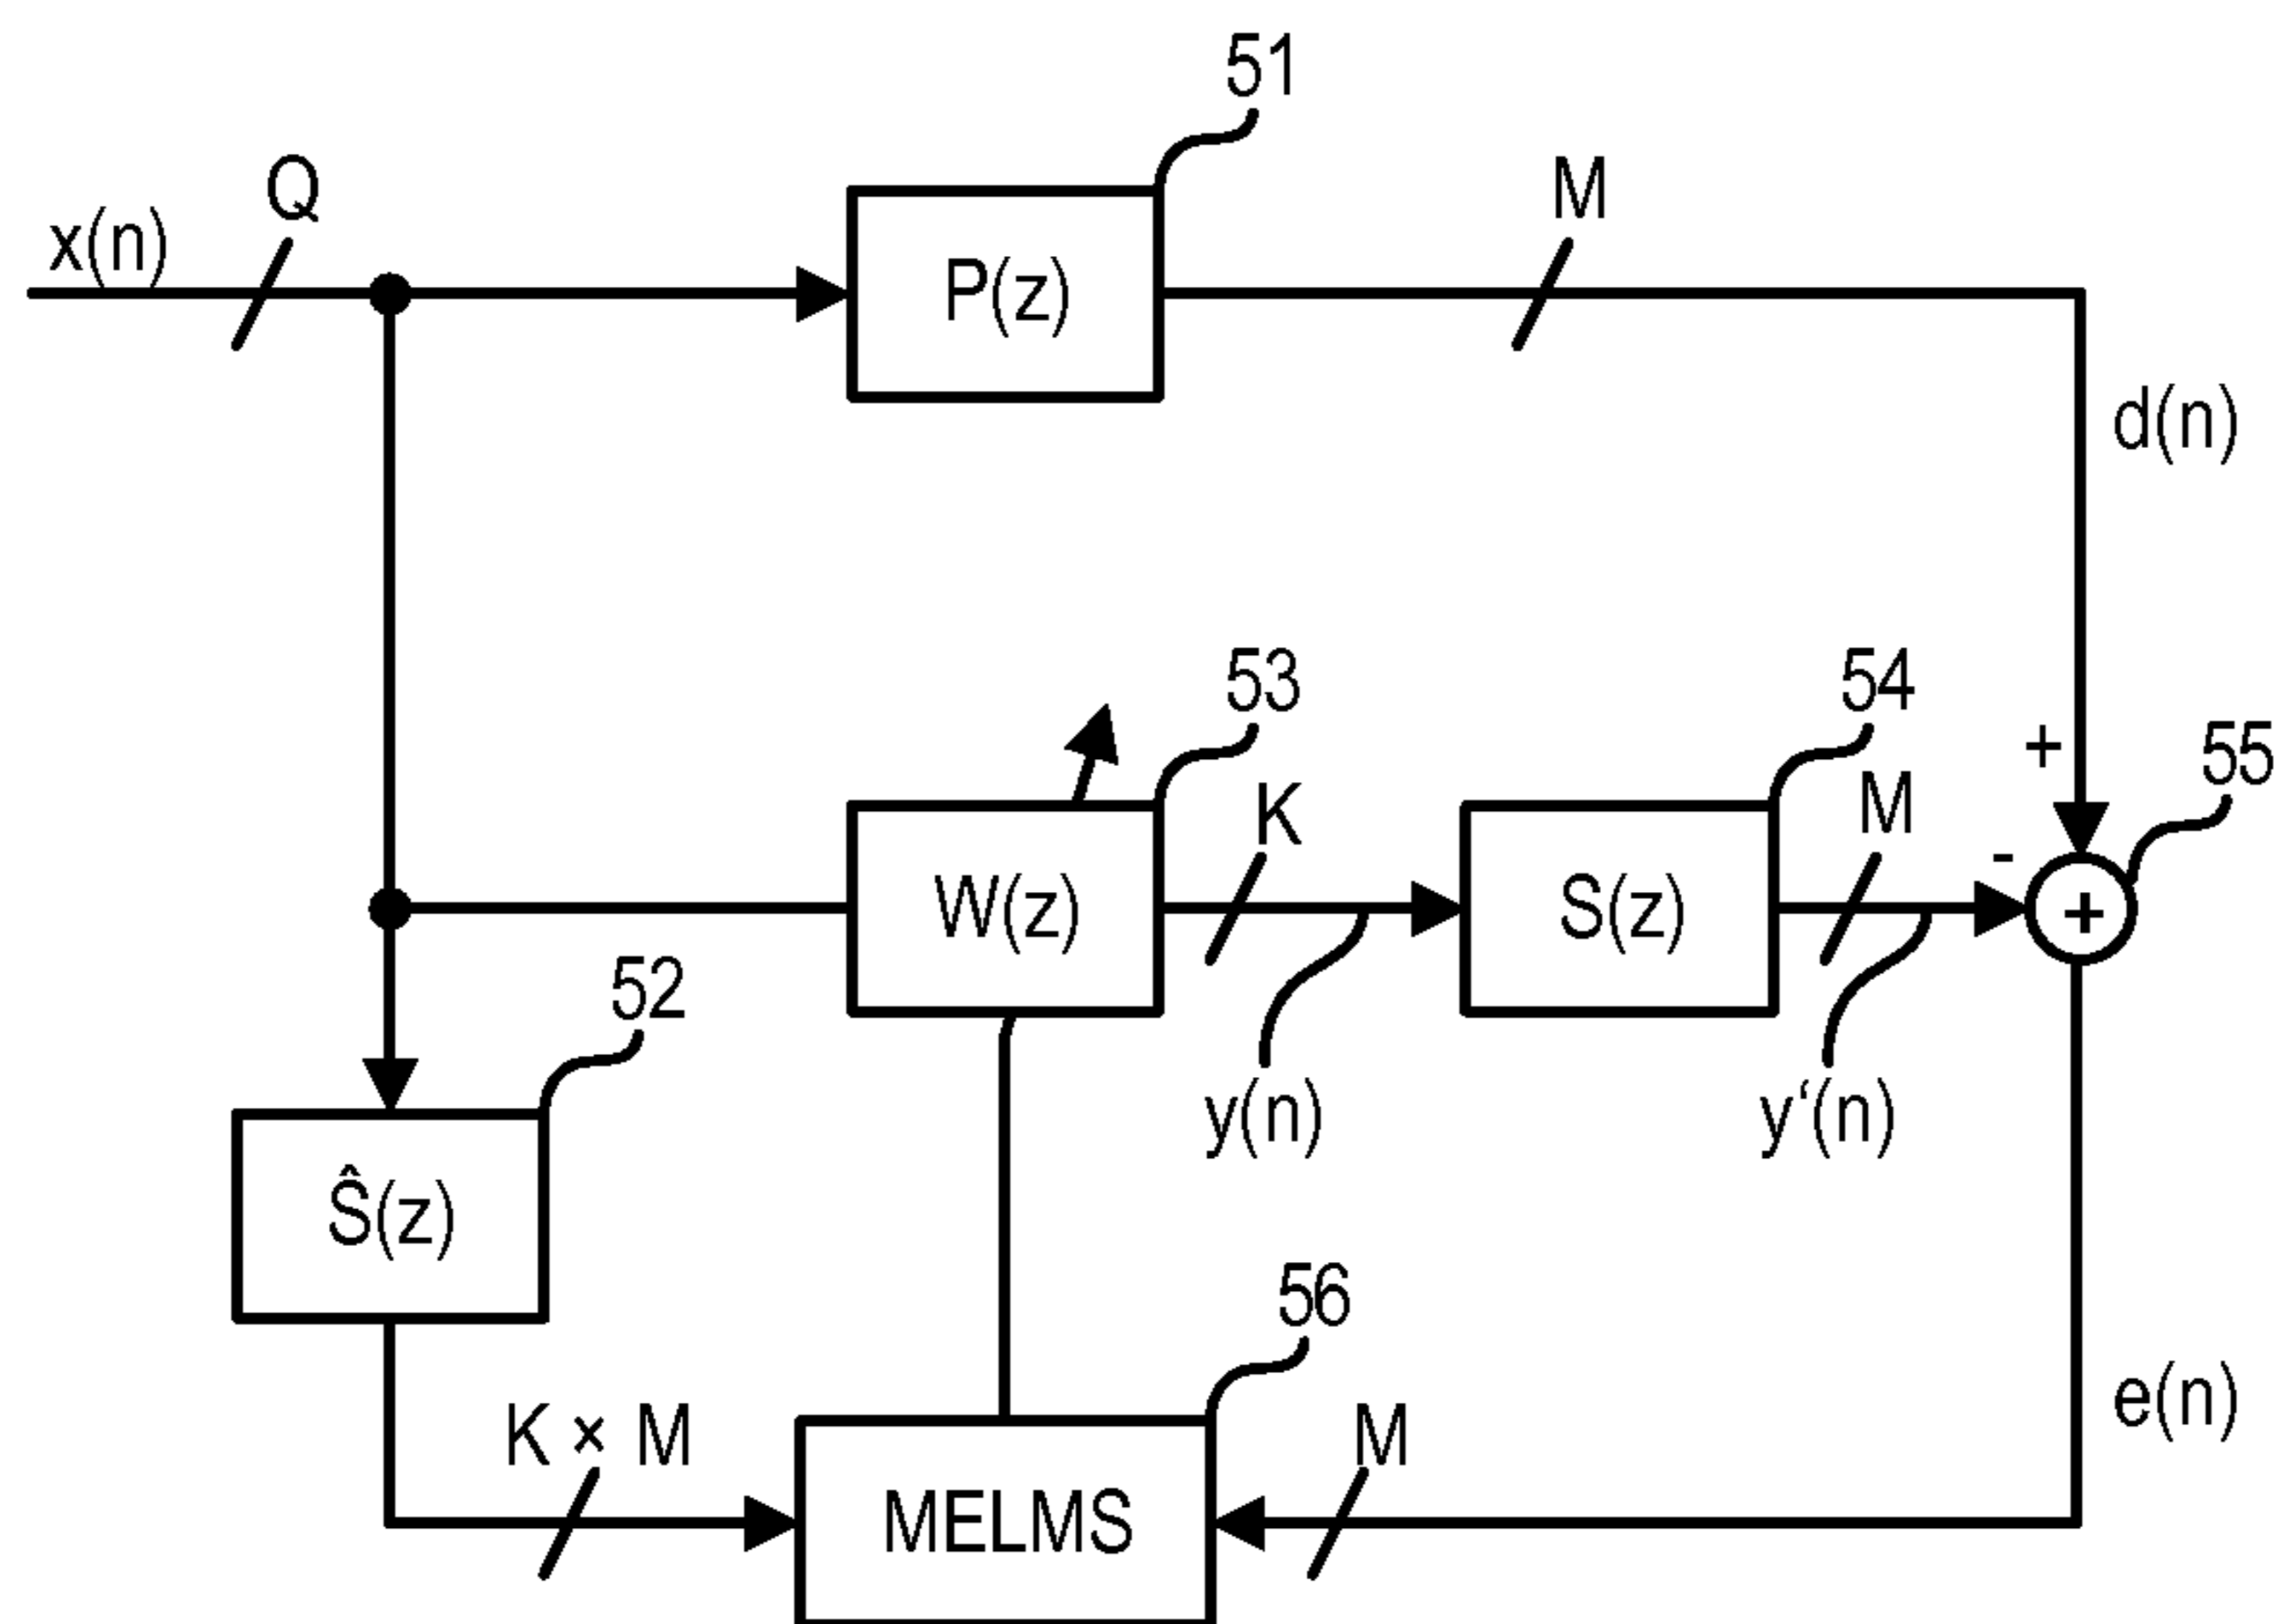 51
Q
M
x(n)
P(z)
d(n)
53
54
K
M
+
55
-
W(z)
S(z)
+
52
y(n)
y‘(n)
Ŝ(z)
56
K × M
M
e(n)
MELMS